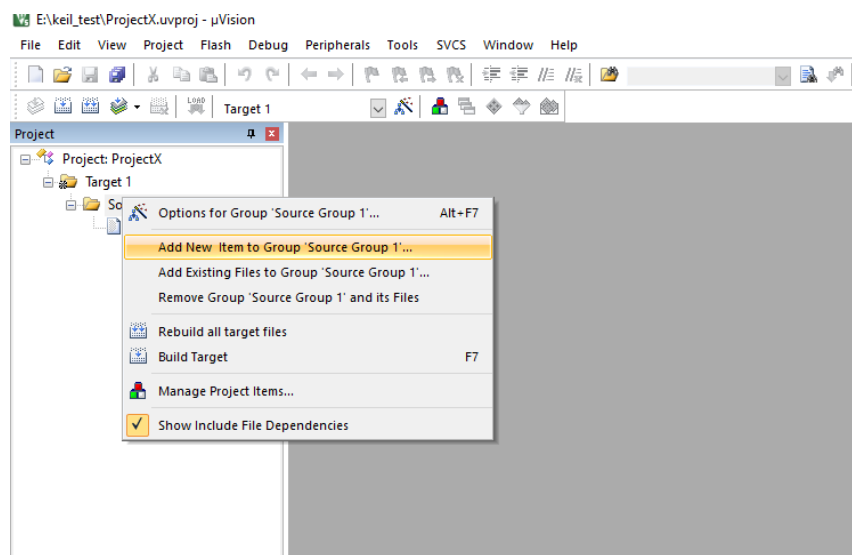 E:\keil_test\ProjectX.uvproj - µVision
File Edit View Project Flash Debug Peripherals Tools SVCS Window Help
LOAD Target 1
Project
Project: ProjectX
Target 1
So
Options for Group 'Source Group 1'... Alt+F7
Add New Item to Group 'Source Group 1'...
Add Existing Files to Group 'Source Group 1'...
Remove Group 'Source Group 1' and its Files
Rebuild all target files
Build Target F7
Manage Project Items...
Show Include File Dependencies